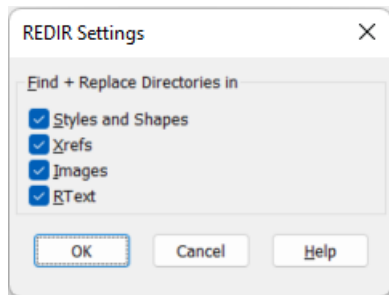 REDIR Settings
Find + Replace Directories in
Styles and Shapes
Xrefs
Images
RText
OK Cancel Help